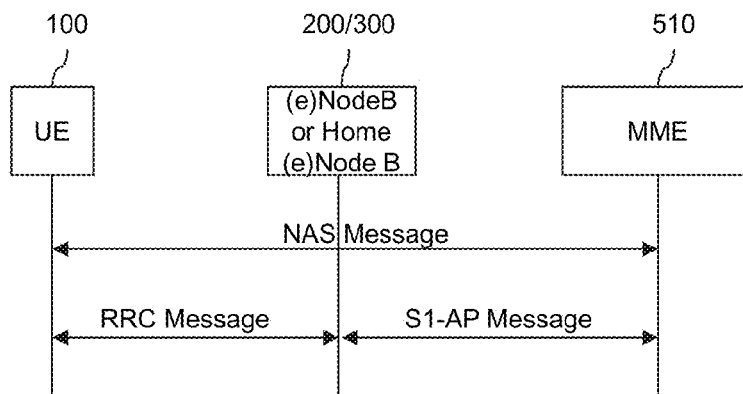 100 200/300 510
UE
(e)NodeB
or Home
(e)Node B
MME
NAS Message
RRC Message S1-AP Message